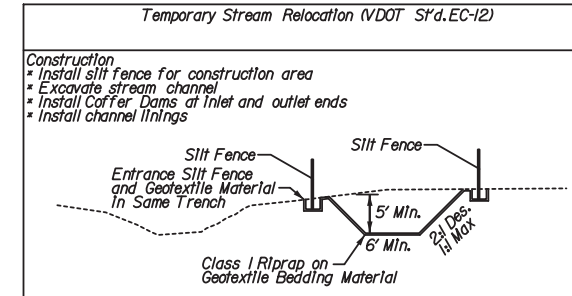 Temporary Stream Relocation (VDOT St'd. EC-12)
Construction
* Install silt fence for construction area
* Excavate stream channel
* Install Coffer Dams at inlet and outlet ends
* Install channel linings
Silt Fence
Silt Fence
Entrance Silt Fence
and Geotextile Material
in Same Trench
5' Min.
6' Min.
2:1 Des.
1:1 Max
Class I Riprap on
Geotextile Bedding Material